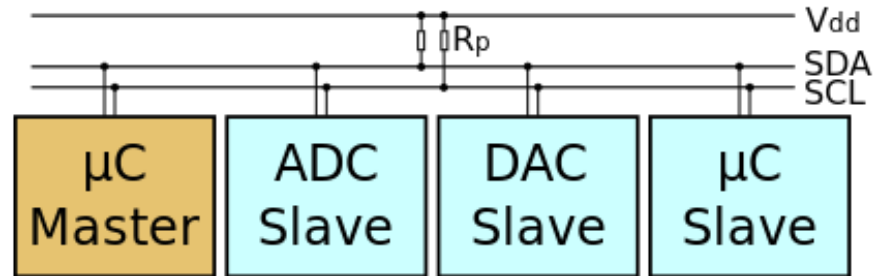 Vdd
Rp
SDA
SCL
µC
Master
ADC
Slave
DAC
Slave
µC
Slave